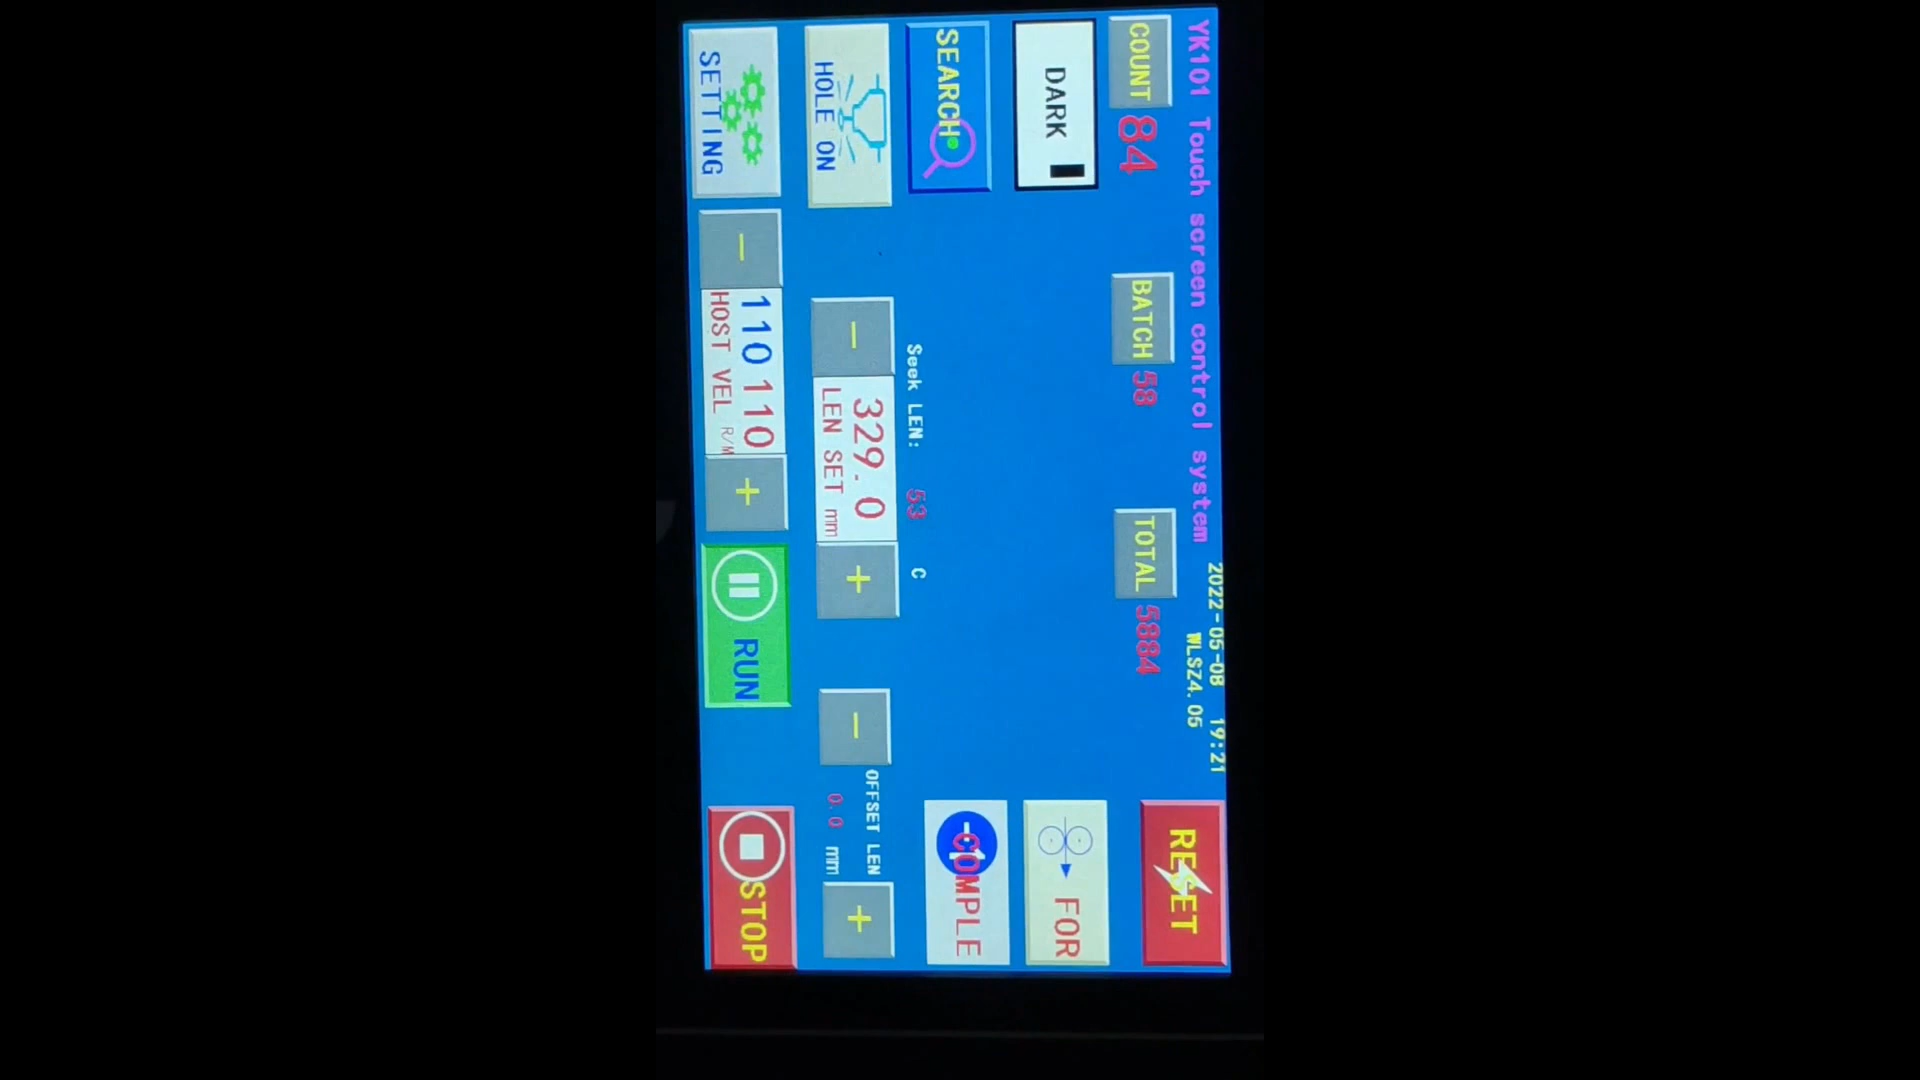 YK101 Touch screen control system
2022-05-08 19:21
WLSZ4.05
COUNT 84
BATCH 58
TOTAL 5884
RESET
DARK
FOR
SEARCH
Seek LEN: 53 C
-1
COMPLE
HOLE ON
−
329.0
LEN SET mm
+
−
OFFSET LEN
0.0 mm
+
SETTING
−
110 110
HOST VEL R/M
+
RUN
STOP